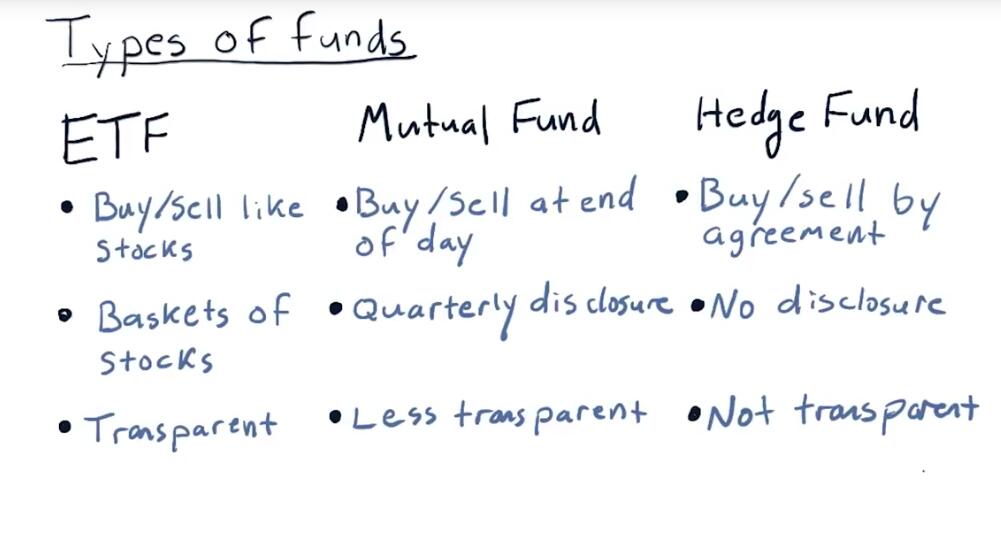 Types of funds
ETF
Mutual Fund
Hedge Fund
• Buy/sell like
stocks
• Buy/Sell at end
of day
• Buy/sell by
agreement
• Baskets of
stocks
• Quarterly disclosure
• No disclosure
• Transparent
• Less transparent
• Not transparent